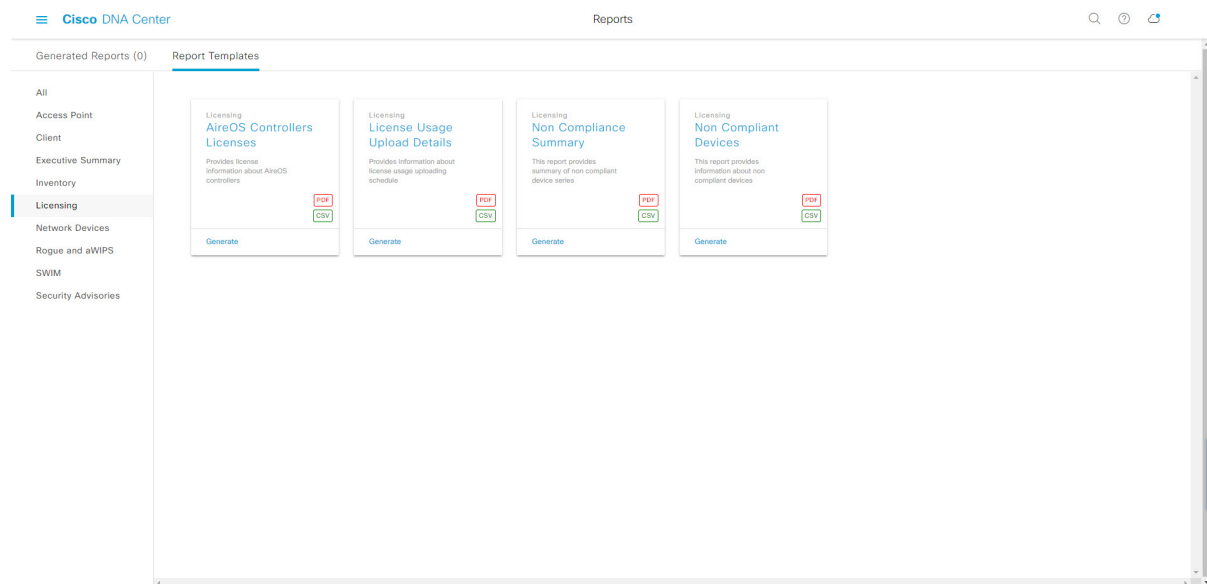 Cisco DNA Center
Reports
Generated Reports (0)
Report Templates
All
Access Point
Client
Executive Summary
Inventory
Licensing
Network Devices
Rogue and aWIPS
SWIM
Security Advisories
Licensing
AireOS Controllers
Licenses
Provides license
information about AireOS
controllers
PDF
CSV
Generate
Licensing
License Usage
Upload Details
Provides information about
license usage uploading
schedule
PDF
CSV
Generate
Licensing
Non Compliance
Summary
This report provides
summary of non compliant
device series
PDF
CSV
Generate
Licensing
Non Compliant
Devices
This report provides
information about non
compliant devices
PDF
CSV
Generate